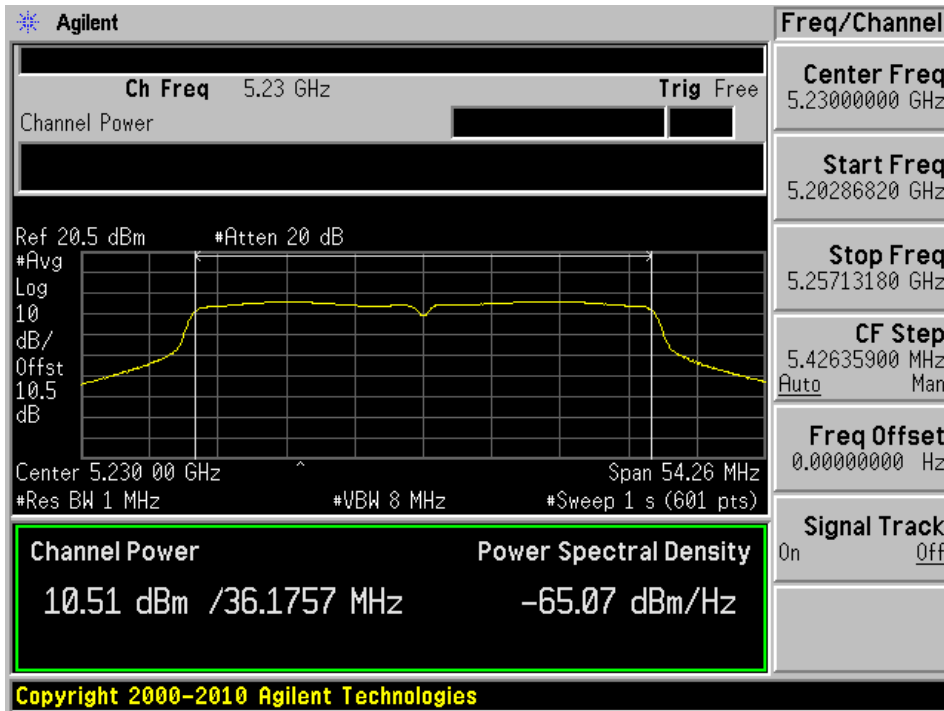 Agilent
Freq/Channel
Ch Freq 5.23 GHz Trig Free
Channel Power
Center Freq
5.23000000 GHz
Start Freq
5.20286820 GHz
Stop Freq
5.25713180 GHz
CF Step
5.42635900 MHz
Auto Man
Freq Offset
0.00000000 Hz
Signal Track
On Off
Ref 20.5 dBm #Atten 20 dB
#Avg
Log
10
dB/
Offst
10.5
dB
Center 5.230 00 GHz Span 54.26 MHz
#Res BW 1 MHz #VBW 8 MHz #Sweep 1 s (601 pts)
Channel Power Power Spectral Density
10.51 dBm /36.1757 MHz -65.07 dBm/Hz
Copyright 2000-2010 Agilent Technologies